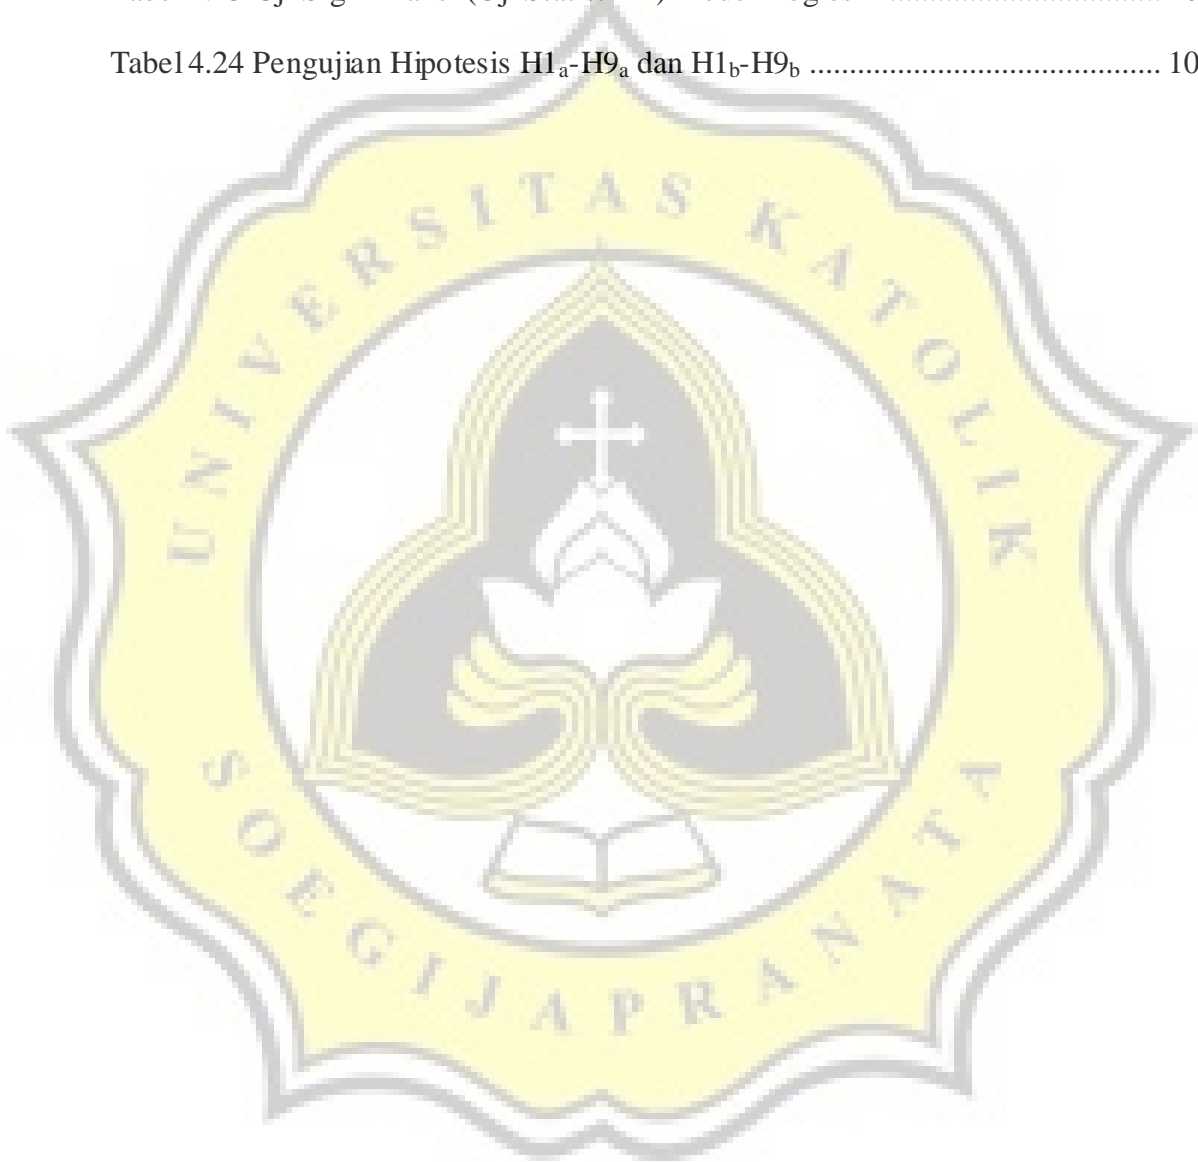 Tabel 4.24 Pengujian Hipotesis H1a-H9a dan H1b-H9b ..................................... 10
UNIVERSITAS KATOLIK
SOEGIJAPRANATA